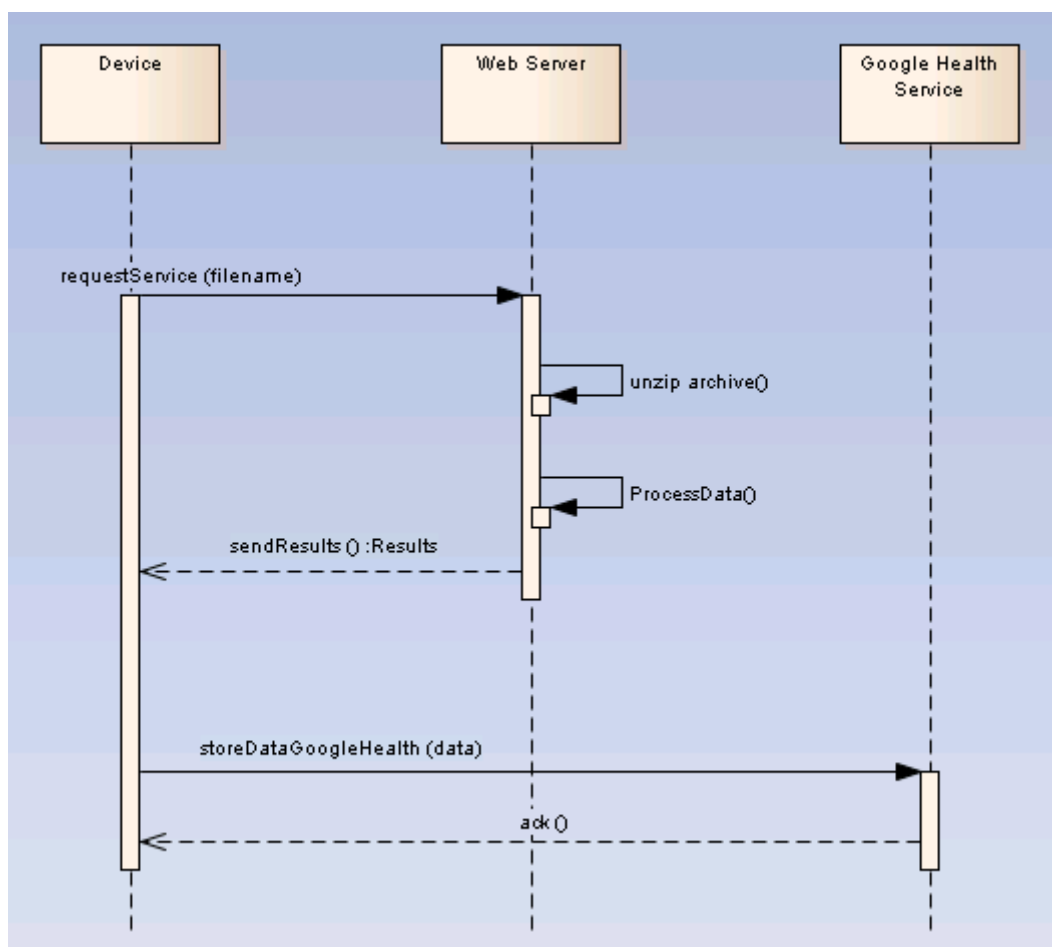 Device
Web Server
Google Health
Service
requestService (filename)
unzip archive()
ProcessData()
sendResults () :Results
storeDataGoogleHealth (data)
ack ()